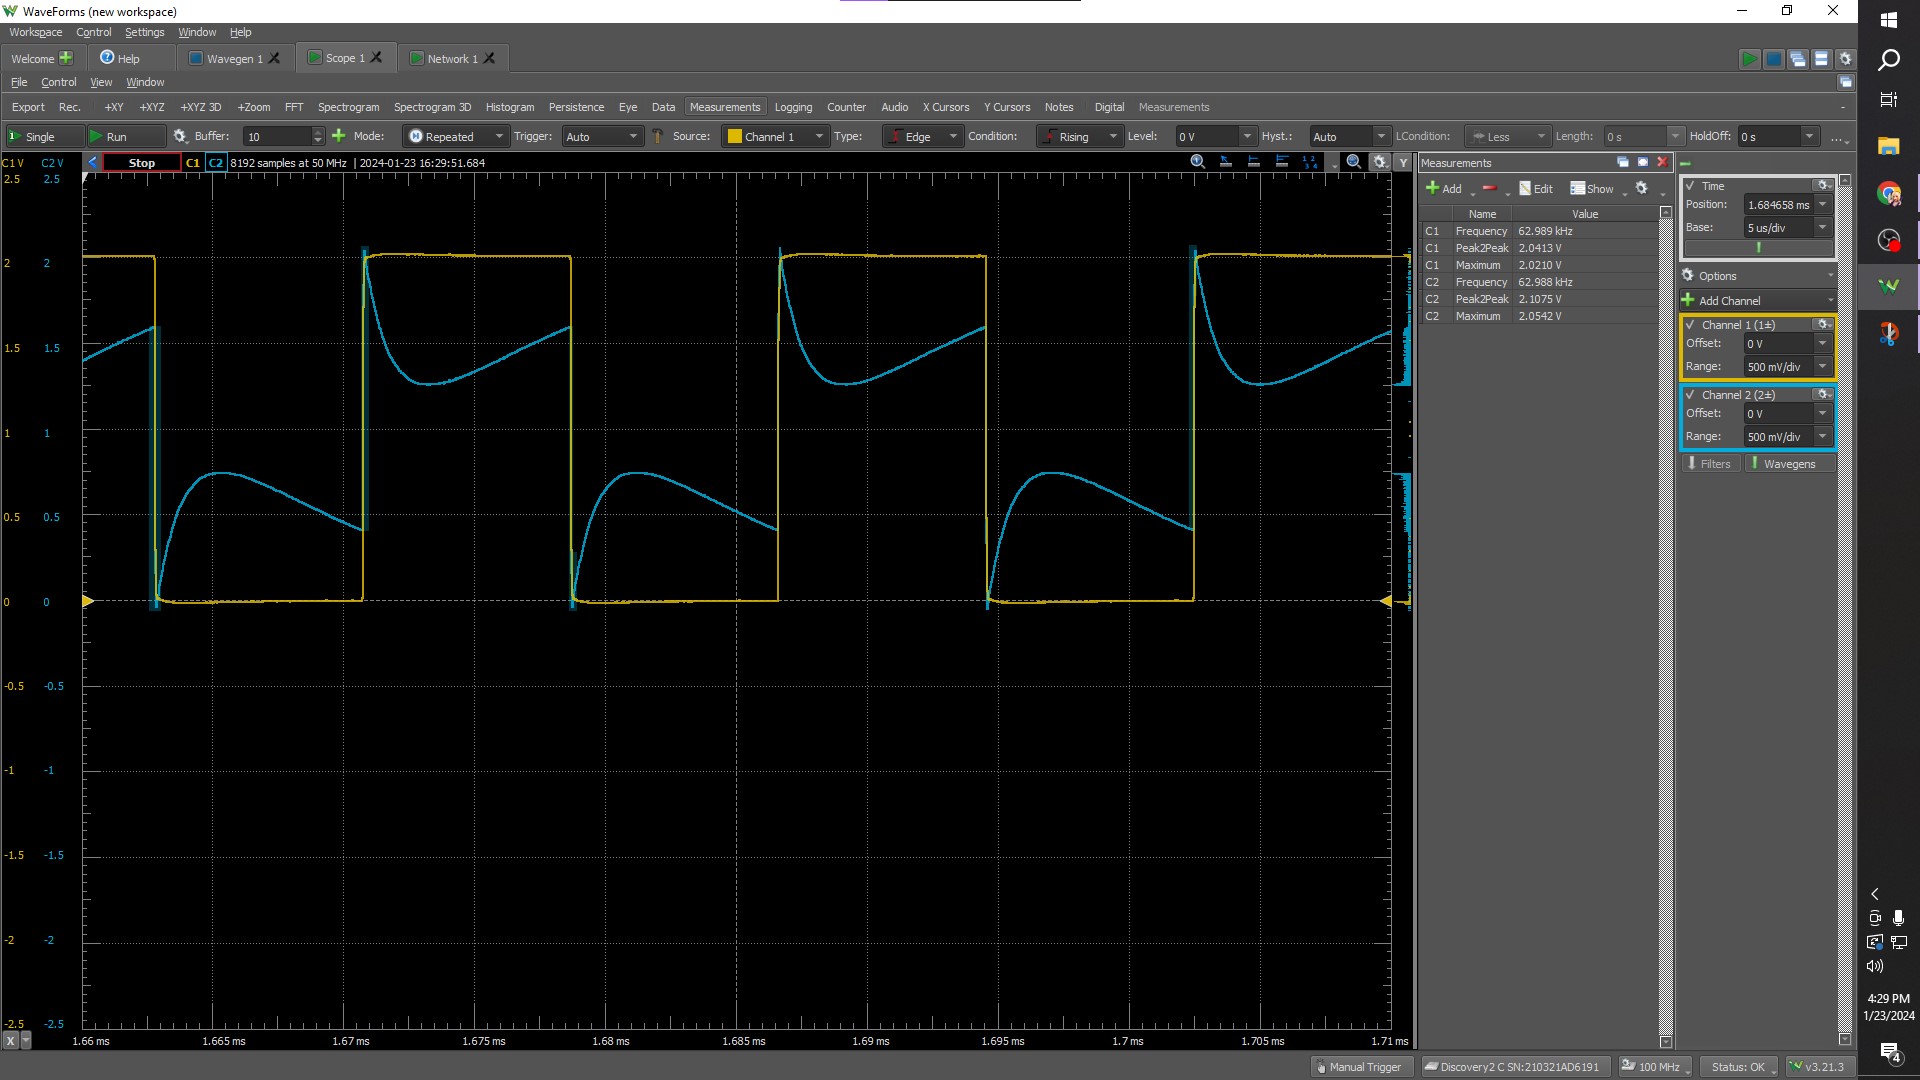 WaveForms (new workspace)
Workspace Control Settings Window Help
Welcome Help Wavegen 1 Scope 1 Network 1
File Control View Window
Export Rec. +XY +XYZ +XYZ 3D +Zoom FFT Spectrogram Spectrogram 3D Histogram Persistence Eye Data Measurements Logging Counter Audio X Cursors Y Cursors Notes Digital Measurements -
Single Run Buffer: 10 Mode: Repeated Trigger: Auto Source: Channel 1 Type: Edge Condition: Rising Level: 0 V Hyst.: Auto LCondition: Less Length: 0 s HoldOff: 0 s ...
C1 V C2 V Stop C1 C2 8192 samples at 50 MHz | 2024-01-23 16:29:51.684 Y
2.5 2.5
2 2
1.5 1.5
1 1
0.5 0.5
0 0
-0.5 -0.5
-1 -1
-1.5 -1.5
-2 -2
-2.5 -2.5
X 1.66 ms 1.665 ms 1.67 ms 1.675 ms 1.68 ms 1.685 ms 1.69 ms 1.695 ms 1.7 ms 1.705 ms 1.71 ms
Measurements
Add Edit Show
Name Value
C1 Frequency 62.989 kHz
C1 Peak2Peak 2.0413 V
C1 Maximum 2.0210 V
C2 Frequency 62.988 kHz
C2 Peak2Peak 2.1075 V
C2 Maximum 2.0542 V
Time
Position: 1.684658 ms
Base: 5 us/div
Options
Add Channel
Channel 1 (1±)
Offset: 0 V
Range: 500 mV/div
Channel 2 (2±)
Offset: 0 V
Range: 500 mV/div
Filters Wavegens
Manual Trigger Discovery2 C SN:210321AD6191 100 MHz Status: OK v3.21.3
4:29 PM
1/23/2024
4